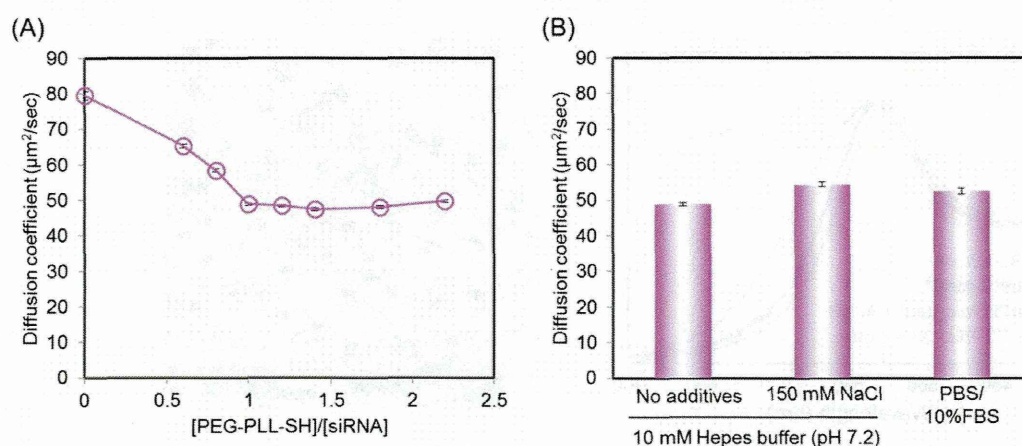 (A)
Diffusion coefficient (µm²/sec)
90
80
70
60
50
40
30
20
10
0
0
0.5
1
1.5
2
2.5
[PEG-PLL-SH]/[siRNA]
(B)
Diffusion coefficient (µm²/sec)
90
80
70
60
50
40
30
20
10
0
No additives
150 mM NaCl
PBS/
10%FBS
10 mM Hepes buffer (pH 7.2)